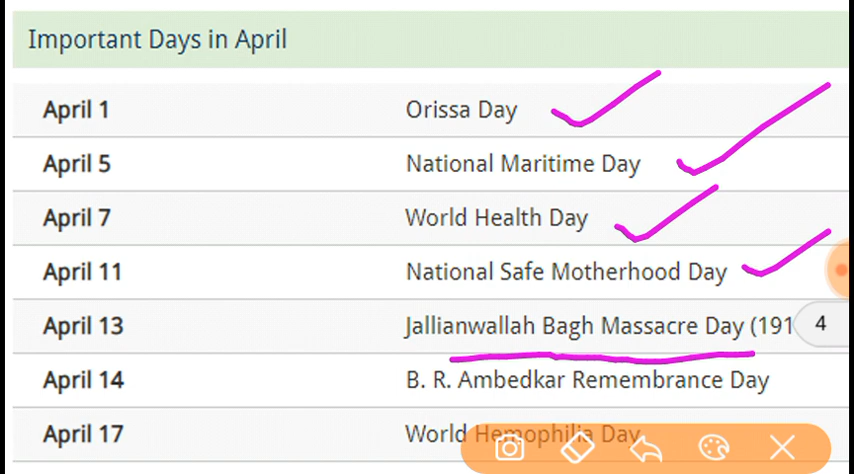 Important Days in April
April 1 Orissa Day
April 5 National Maritime Day
April 7 World Health Day
April 11 National Safe Motherhood Day
April 13 Jallianwallah Bagh Massacre Day (191 4
April 14 B. R. Ambedkar Remembrance Day
April 17 World Hemophilia Day